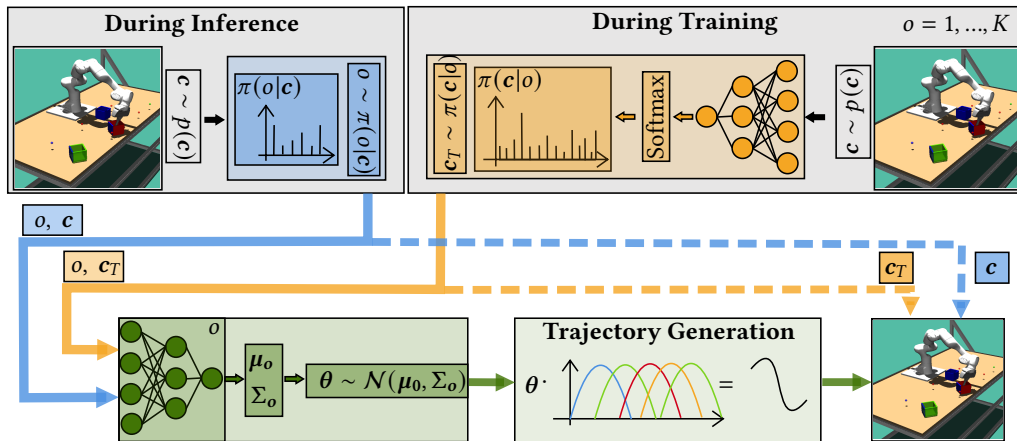 During Inference
During Training
o = 1, ..., K
c ~ p(c)
π(o|c)
o ~ π(o|c)
c_T ~ π(c|o)
π(c|o)
Softmax
c ~ p(c)
o, c
o, c_T
c_T
c
o
μ_o
Σ_o
θ ~ N(μ_0, Σ_o)
Trajectory Generation
θ ·
=